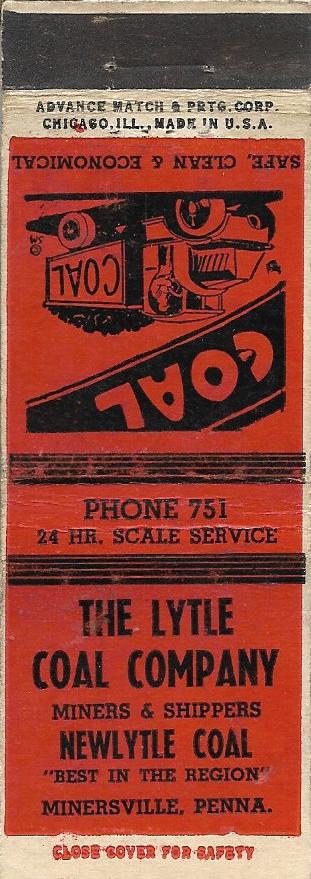 ADVANCE MATCH & PRTG. CORP.
CHICAGO, ILL., MADE IN U.S.A.
SAFE, CLEAN & ECONOMICAL
WS
COAL
COAL
PHONE 751
24 HR. SCALE SERVICE
THE LYTLE
COAL COMPANY
MINERS & SHIPPERS
NEWLYTLE COAL
"BEST IN THE REGION"
MINERSVILLE, PENNA.
CLOSE COVER FOR SAFETY